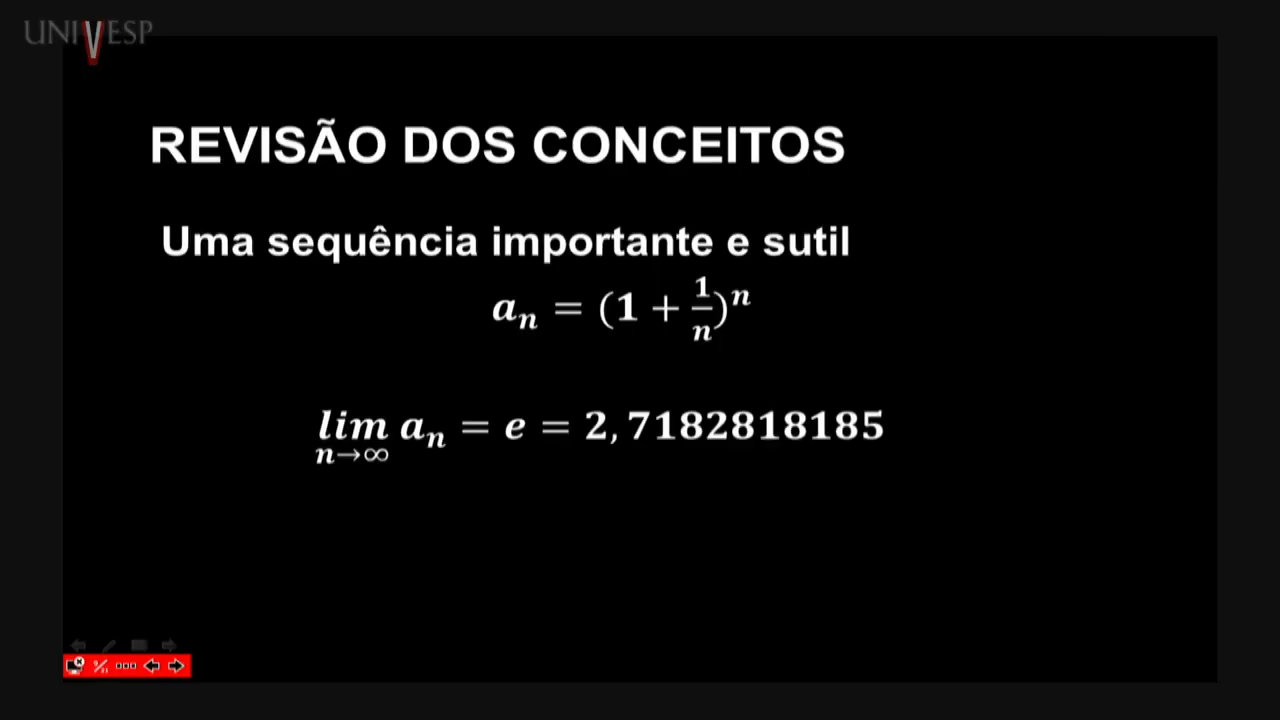 UNIVESP
REVISÃO DOS CONCEITOS
Uma sequência importante e sutil
aₙ = (1 + 1/n)ⁿ
lim aₙ = e = 2,7182818185
n→∞